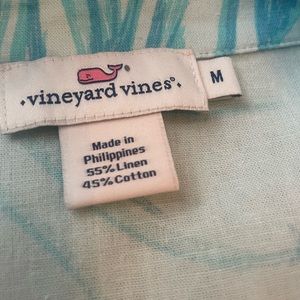 ·vineyard vines®
M
Made in
Philippines
55% Linen
45% Cotton